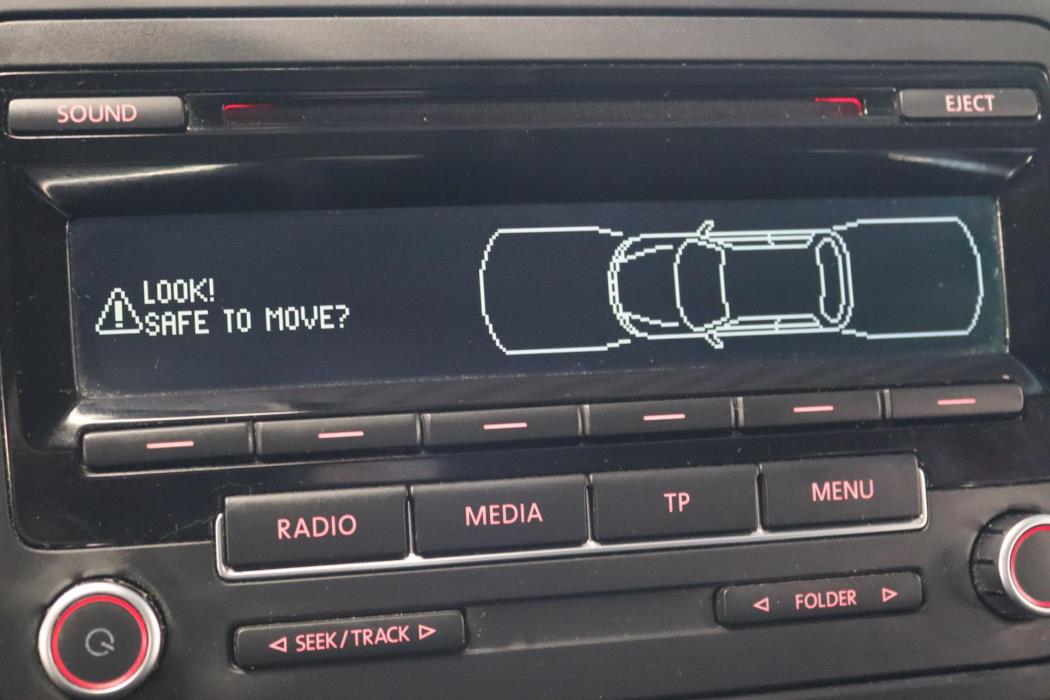 SOUND
EJECT
LOOK!
SAFE TO MOVE?
RADIO
MEDIA
TP
MENU
SEEK/TRACK
FOLDER